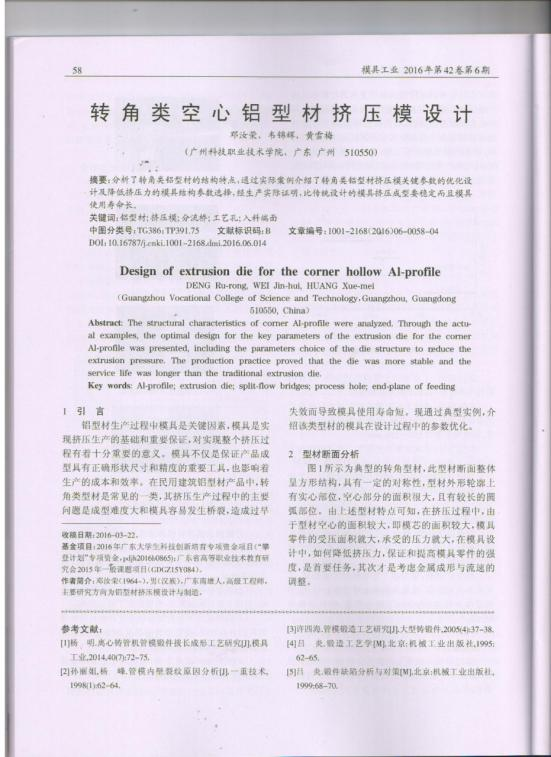 58
模具工业 2016年第42卷第6期
转角类空心铝型材挤压模设计
邓汝荣，韦锦辉，黄雪梅
（广州科技职业技术学院，广东 广州 510550）
摘要：分析了转角类铝型材的结构特点，通过实际案例介绍了转角类铝型材挤压模关键参数的优化设
计及降低挤压力的模具结构参数选择，经生产实际证明，比传统设计的模具挤压成型要稳定而且模具
使用寿命长。
关键词：铝型材；挤压模；分流桥；工艺孔；入料端面
中图分类号：TG386；TP391.75 文献标识码：B 文章编号：1001-2168(2016)06-0058-04
DOI：10.16787/j.cnki.1001-2168.dmi.2016.06.014
Design of extrusion die for the corner hollow Al-profile
DENG Ru-rong, WEI Jin-hui, HUANG Xue-mei
(Guangzhou Vocational College of Science and Technology, Guangzhou, Guangdong
510550, China)
Abstract: The structural characteristics of corner Al-profile were analyzed. Through the actu-
al examples, the optimal design for the key parameters of the extrusion die for the corner
Al-profile was presented, including the parameters choice of the die structure to reduce the
extrusion pressure. The production practice proved that the die was more stable and the
service life was longer than the traditional extrusion die.
Key words: Al-profile; extrusion die; split-flow bridges; process hole; end-plane of feeding
1 引 言
铝型材生产过程中模具是关键因素，模具是实
现挤压生产的基础和重要保证，对实现整个挤压过
程有着十分重要的意义。模具不仅是保证产品成
型具有正确形状尺寸和精度的重要工具，也影响着
生产的成本和效率。在民用建筑铝型材产品中，转
角类型材是常见的一类，其挤压生产过程中的主要
问题是成型难度大和模具容易发生桥裂，造成过早
收稿日期：2016-03-22。
基金项目：2016年广东大学生科技创新培育专项资金项目（“攀
登计划”专项资金，pdjh2016b0865）；广东省高等职业技术教育研
究会2015年一般课题项目（GDGZ15Y084）。
作者简介：邓汝荣（1964-），男（汉族），广东南雄人，高级工程师，
主要研究方向为铝型材挤压模设计与制造。
失效而导致模具使用寿命短。现通过典型实例，介
绍该类型材的模具在设计过程中的参数优化。
2 型材断面分析
图1所示为典型的转角型材，此型材断面整体
呈方形结构，具有一定的对称性，型材外形轮廓上
有实心部位，空心部分的面积很大，且有较长的圆
弧部位。由上述型材特点可知，在挤压过程中，由
于型材空心的面积较大，即模芯的面积较大，模具
零件的受压面积就大，承受的压力就大，在模具设
计中，如何降低挤压力，保证和提高模具零件的强
度，是首要任务，其次才是考虑金属成形与流速的
调整。
参考文献：
[1]杨 明.离心铸管机管模锻件拔长成形工艺研究[J].模具
工业,2014,40(7):72-75.
[2]孙丽娟,杨 峰.管模内壁裂纹原因分析[J].一重技术,
1998(1):62-64.
[3]许四海.管模锻造工艺研究[J].大型铸锻件,2005(4):37-38.
[4]吕 炎.锻造工艺学[M].北京:机械工业出版社,1995:
62-65.
[5]吕 炎.锻件缺陷分析与对策[M].北京:机械工业出版社,
1999:68-70.